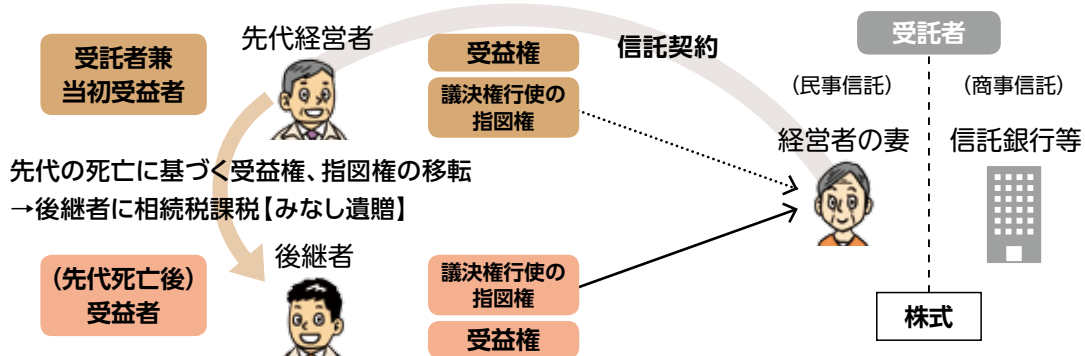 受託者兼
当初受益者
先代経営者
受益権
議決権行使の
指図権
信託契約
受託者
(民事信託)
(商事信託)
経営者の妻
信託銀行等
先代の死亡に基づく受益権、指図権の移転
→後継者に相続税課税【みなし遺贈】
後継者
(先代死亡後)
受益者
議決権行使の
指図権
受益権
株式